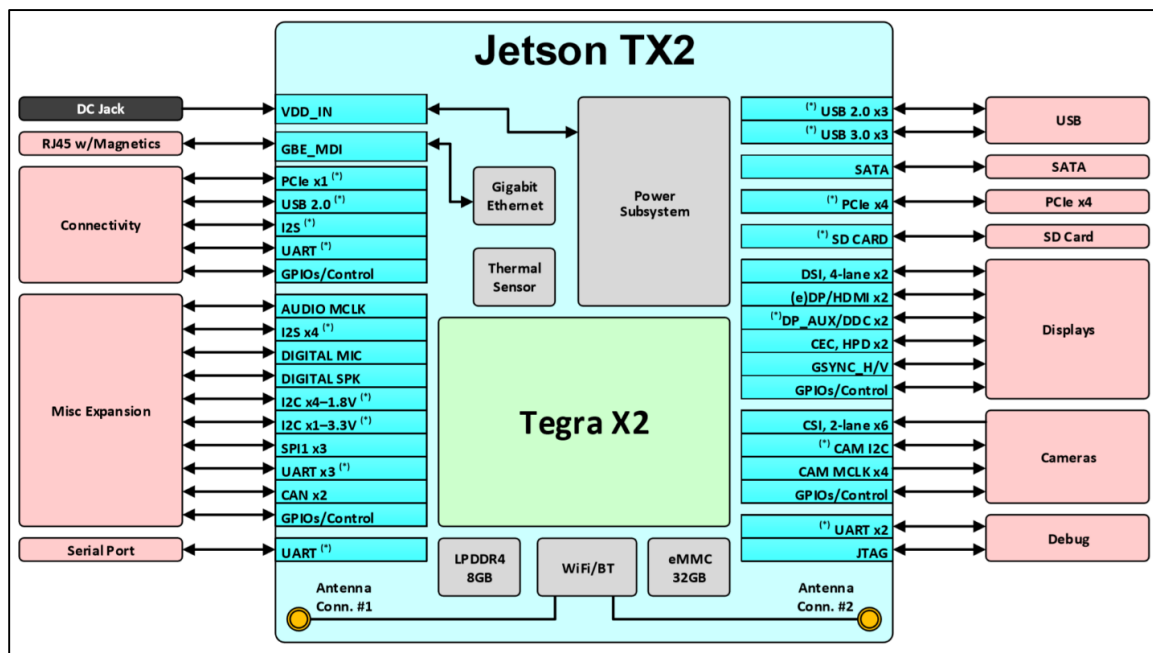 Jetson TX2
DC Jack
VDD_IN
RJ45 w/Magnetics
GBE_MDI
Connectivity
PCIe x1 (*)
USB 2.0 (*)
I2S (*)
UART (*)
GPIOs/Control
Misc Expansion
AUDIO MCLK
I2S x4 (*)
DIGITAL MIC
DIGITAL SPK
I2C x4–1.8V (*)
I2C x1–3.3V (*)
SPI1 x3
UART x3 (*)
CAN x2
GPIOs/Control
Serial Port
UART (*)
Gigabit
Ethernet
Thermal
Sensor
Power
Subsystem
Tegra X2
LPDDR4
8GB
WiFi/BT
eMMC
32GB
Antenna
Conn. #1
Antenna
Conn. #2
(*) USB 2.0 x3
(*) USB 3.0 x3
USB
SATA
SATA
(*) PCIe x4
PCIe x4
(*) SD CARD
SD Card
DSI, 4-lane x2
(e)DP/HDMI x2
(*)DP_AUX/DDC x2
CEC, HPD x2
GSYNC_H/V
GPIOs/Control
Displays
CSI, 2-lane x6
(*) CAM I2C
CAM MCLK x4
GPIOs/Control
Cameras
(*) UART x2
JTAG
Debug